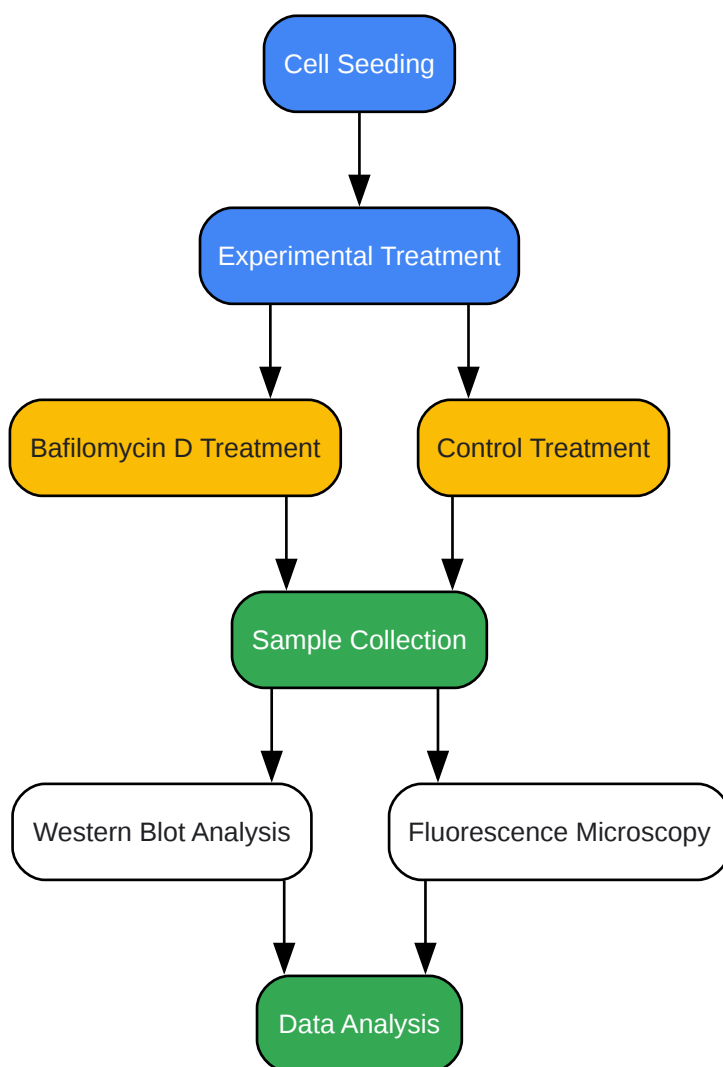 Cell Seeding
Experimental Treatment
Bafilomycin D Treatment
Control Treatment
Sample Collection
Western Blot Analysis
Fluorescence Microscopy
Data Analysis